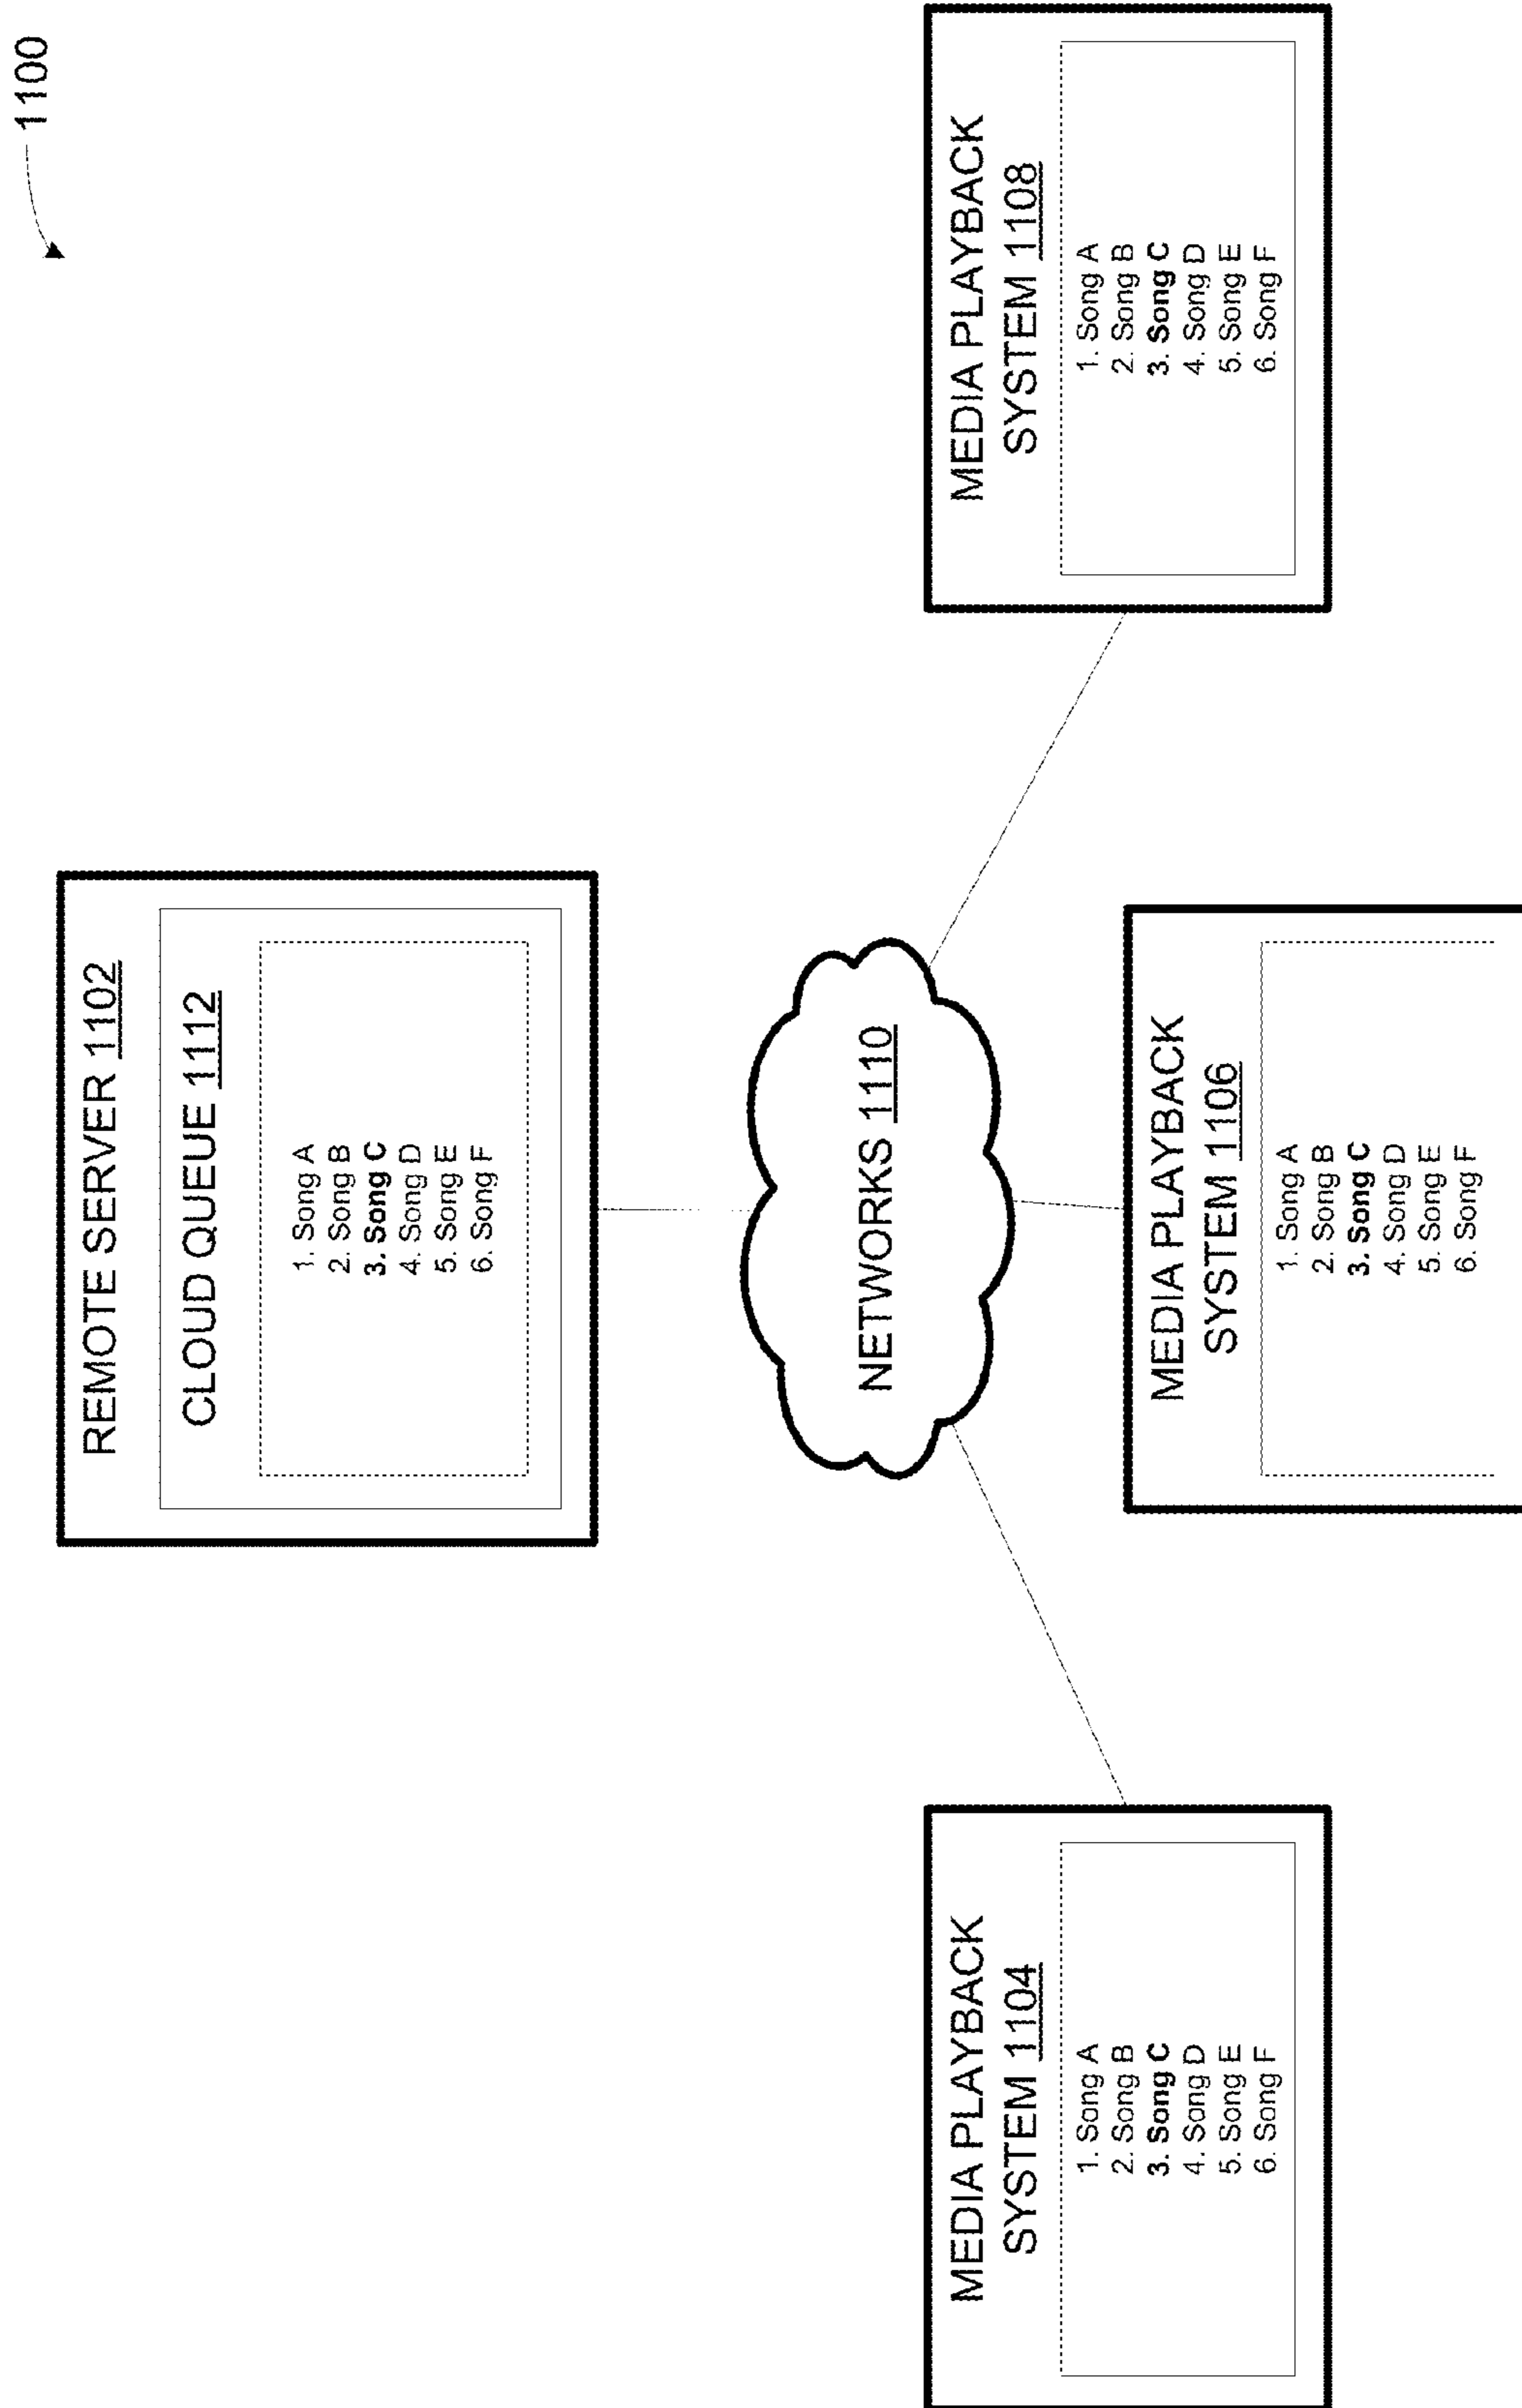 1100
REMOTE SERVER 1102
CLOUD QUEUE 1112
1. Song A
2. Song B
3. Song C
4. Song D
5. Song E
6. Song F
NETWORKS 1110
MEDIA PLAYBACK
SYSTEM 1104
1. Song A
2. Song B
3. Song C
4. Song D
5. Song E
6. Song F
MEDIA PLAYBACK
SYSTEM 1106
1. Song A
2. Song B
3. Song C
4. Song D
5. Song E
6. Song F
MEDIA PLAYBACK
SYSTEM 1108
1. Song A
2. Song B
3. Song C
4. Song D
5. Song E
6. Song F